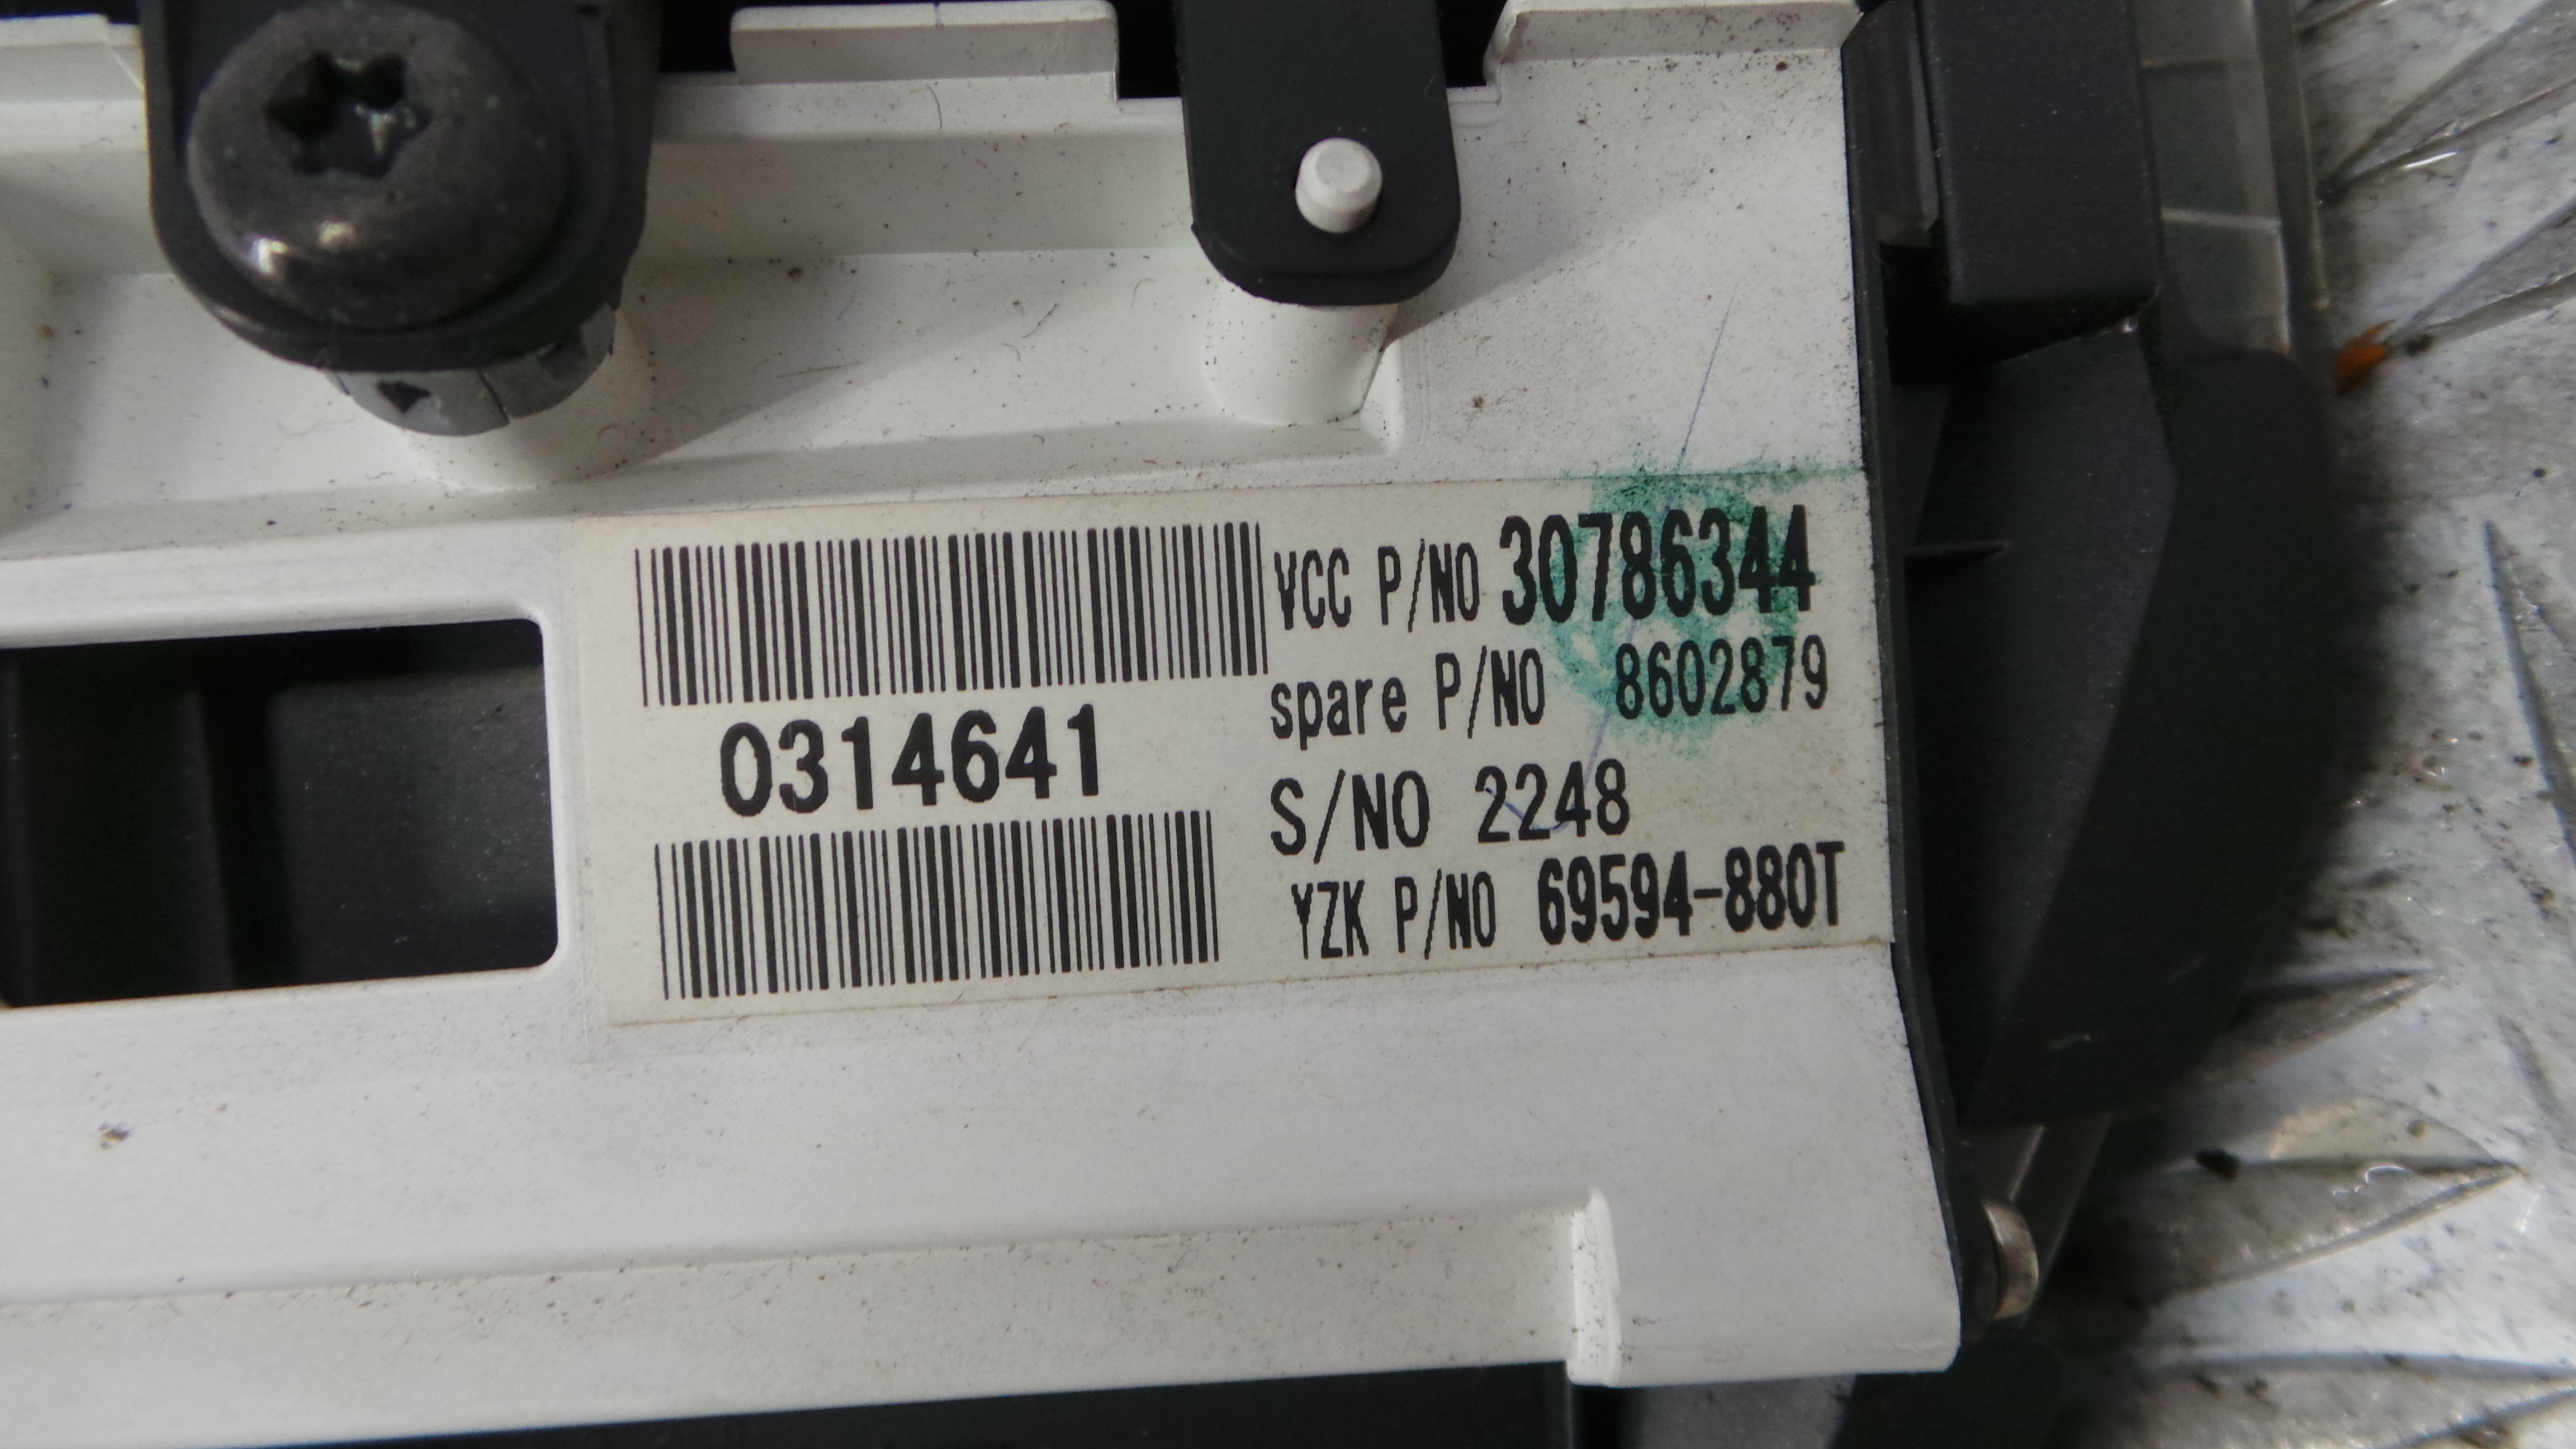 0314641
VCC P/NO 30786344
spare P/NO 8602879
S/NO 2248
YZK P/NO 69594-880T